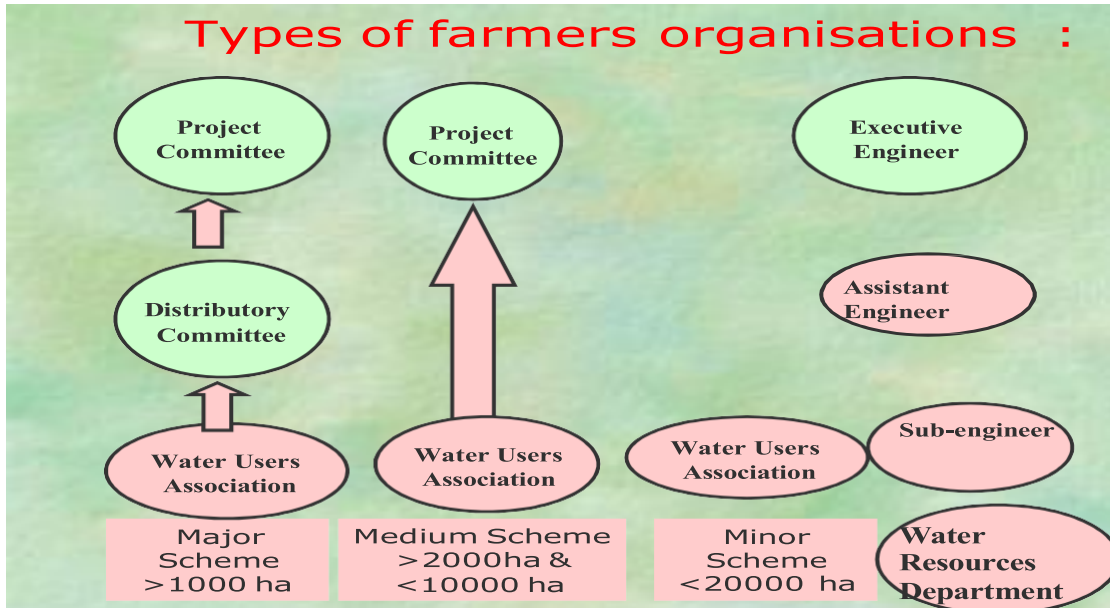 Types of farmers organisations :
Project
Committee
Project
Committee
Executive
Engineer
Distributory
Committee
Assistant
Engineer
Water Users
Association
Water Users
Association
Water Users
Association
Sub-engineer
Major
Scheme
>1000 ha
Medium Scheme
>2000ha &
<10000 ha
Minor
Scheme
<20000 ha
Water
Resources
Department